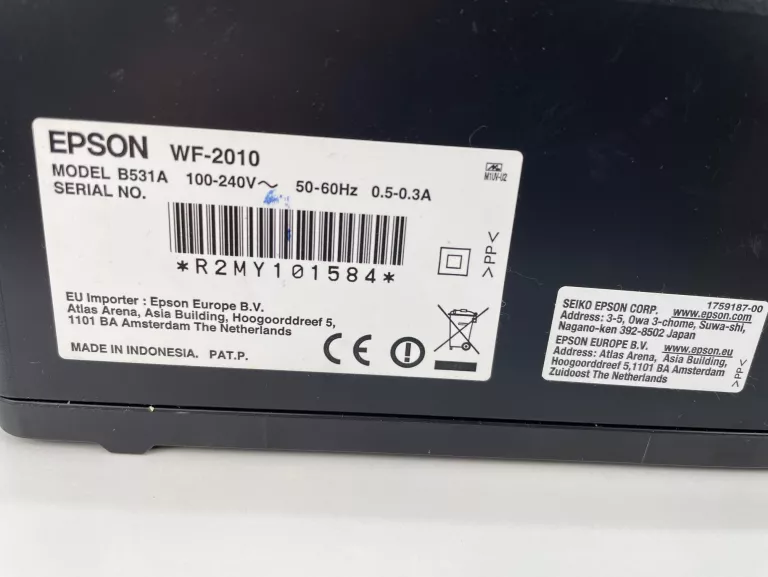 EPSON WF-2010
MODEL B531A 100-240V～ 50-60Hz 0.5-0.3A
SERIAL NO.
*R2MY101584*
M1UV-U2
>PP<
EU Importer : Epson Europe B.V.
Atlas Arena, Asia Building, Hoogoorddreef 5,
1101 BA Amsterdam The Netherlands
MADE IN INDONESIA. PAT.P.
CE
1759187-00
SEIKO EPSON CORP. www.epson.com
Address: 3-5, Owa 3-chome, Suwa-shi,
Nagano-ken 392-8502 Japan
EPSON EUROPE B.V. www.epson.eu
Address: Atlas Arena, Asia Building,
Hoogoorddreef 5,1101 BA Amsterdam
Zuidoost The Netherlands
>PP<